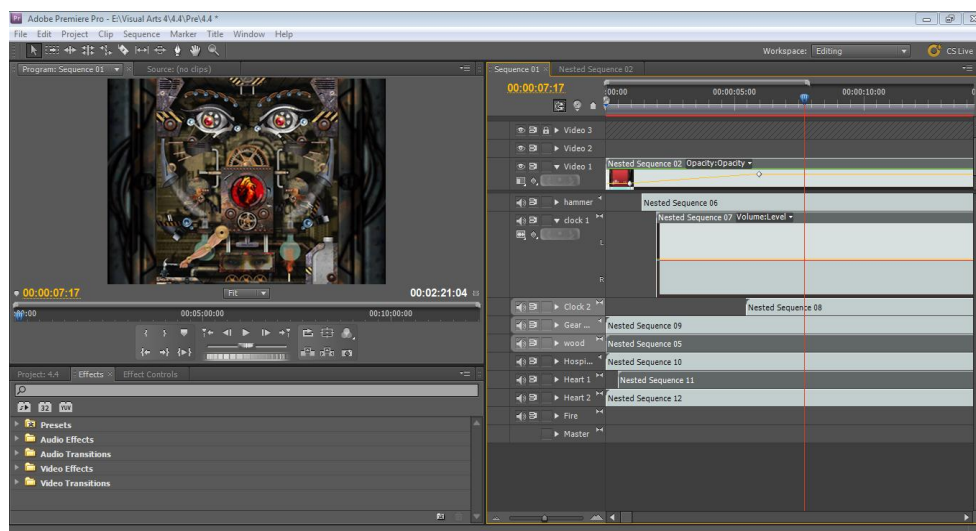 Pr Adobe Premiere Pro - E:\Visual Arts 4\4.4\Pre\4.4 *
File Edit Project Clip Sequence Marker Title Window Help
Workspace: Editing CS Live
Program: Sequence 01 × Source: (no clips)
00:00:07:17 Fit 00:02:21:04
00:00 00:05:00:00 00:10:00:00
Project: 4.4 Effects × Effect Controls
32 YUV
Presets
Audio Effects
Audio Transitions
Video Effects
Video Transitions
Sequence 01 × Nested Sequence 02
00:00:07:17 :00:00 00:00:05:00 00:00:10:00
Video 3
Video 2
Video 1 Nested Sequence 02 Opacity:Opacity
hammer Nested Sequence 06
clock 1 Nested Sequence 07 Volume:Level
L
R
Clock 2 Nested Sequence 08
Gear ... Nested Sequence 09
wood Nested Sequence 05
Hospi... Nested Sequence 10
Heart 1 Nested Sequence 11
Heart 2 Nested Sequence 12
Fire
Master